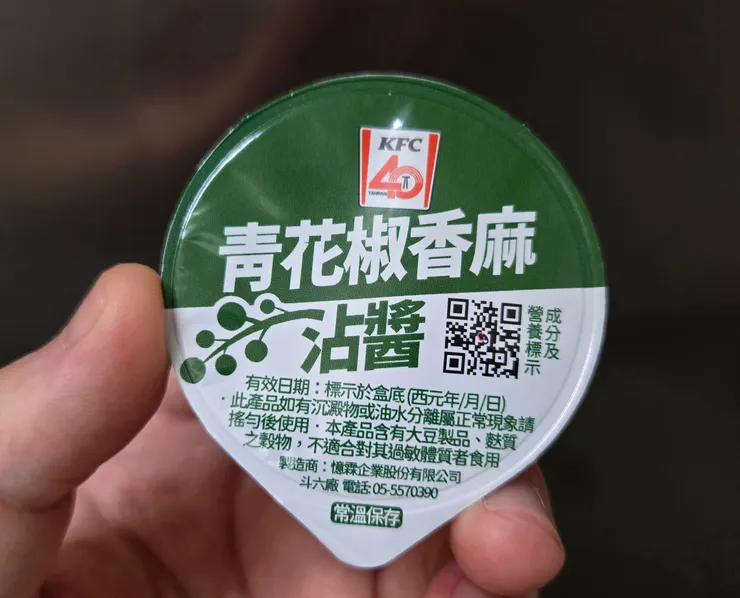 KFC
40
TAIWAN
青花椒香麻
沾醬
成分及
營養標示
有效日期：標示於盒底(西元年/月/日)
·此產品如有沉澱物或油水分離屬正常現象請
搖勻後使用·本產品含有大豆製品、麩質
之穀物，不適合對其過敏體質者食用
製造商：憶霖企業股份有限公司
斗六廠 電話:05-5570390
常溫保存